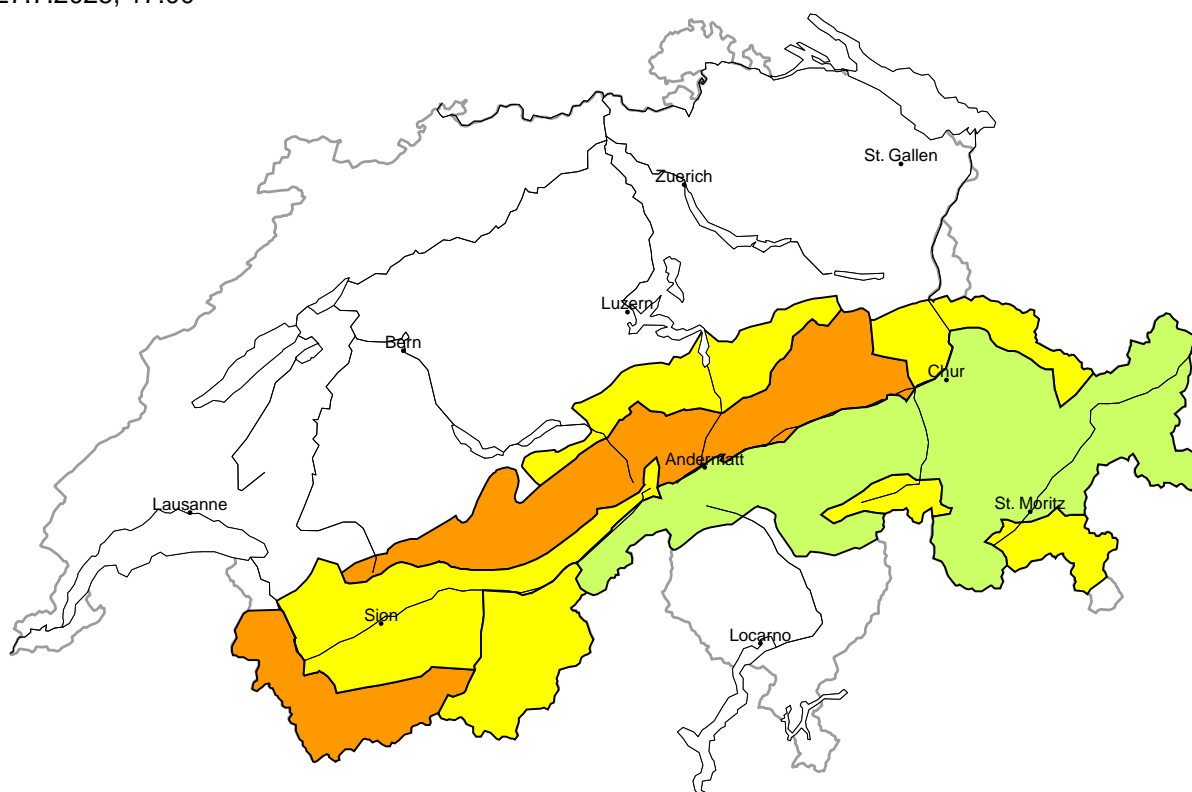 St. Gallen
Zuerich
Luzern
Bern
Chur
Andermatt
Lausanne
St. Moritz
Sion
Locarno